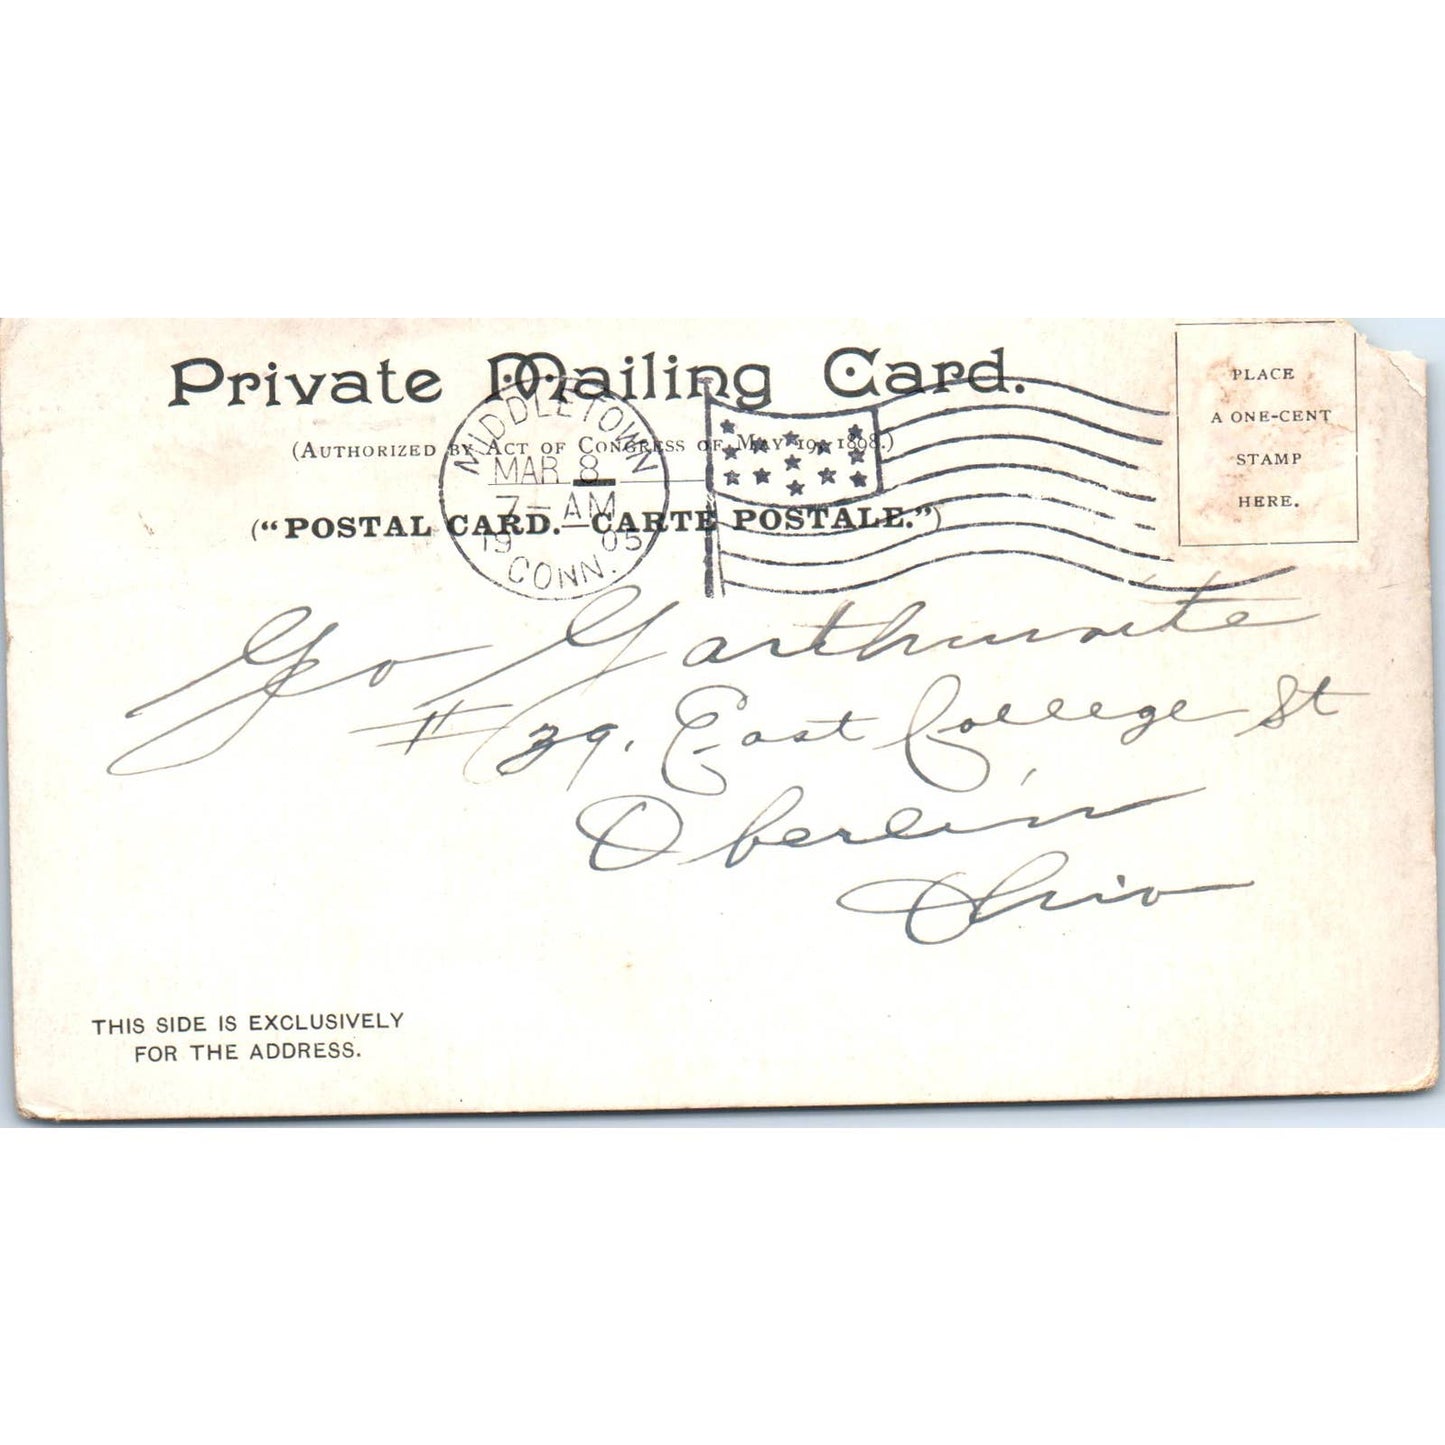 Private Mailing Card.
(AUTHORIZED BY ACT OF CONGRESS OF MAY 19, 1898.)
("POSTAL CARD.—CARTE POSTALE.")
MIDDLETOWN
MAR 8
7-AM
1905
CONN.
PLACE
A ONE-CENT
STAMP
HERE.
Geo Garthwaite
# 39. East College St
Oberlin
Ohio
THIS SIDE IS EXCLUSIVELY
FOR THE ADDRESS.